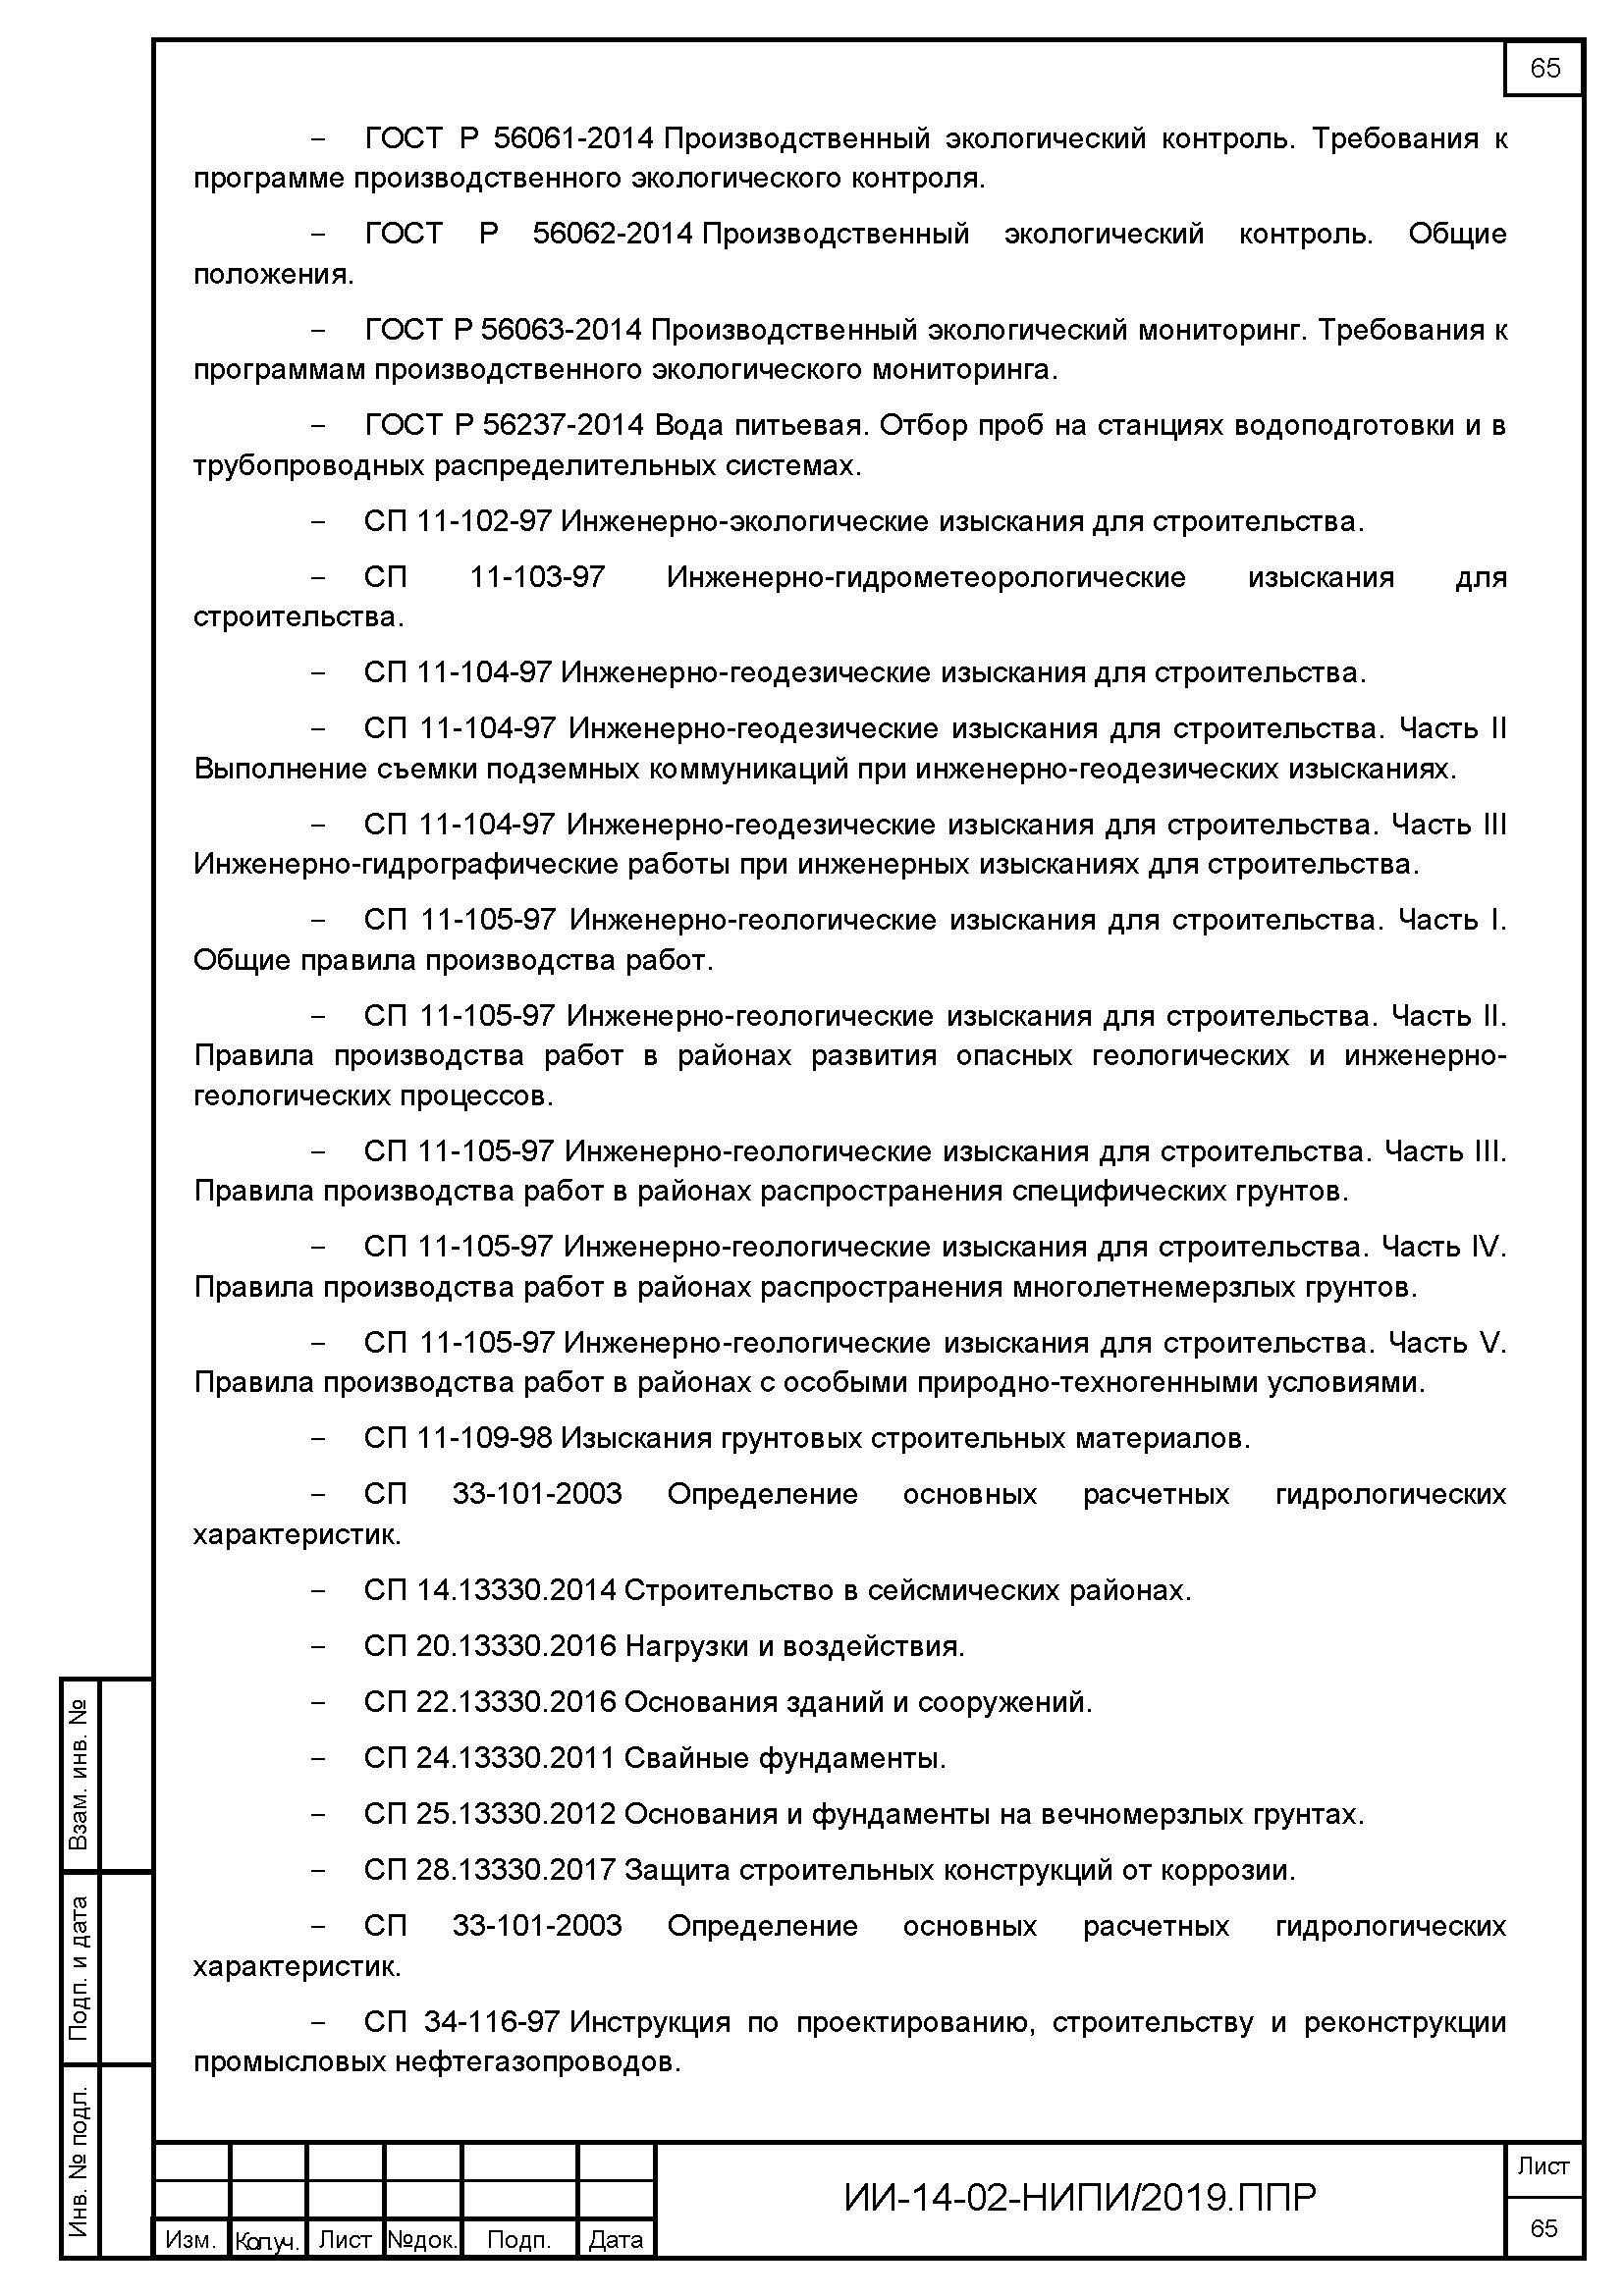 65
– ГОСТ Р 56061-2014 Производственный экологический контроль. Требования к
программе производственного экологического контроля.
– ГОСТ Р 56062-2014 Производственный экологический контроль. Общие
положения.
– ГОСТ Р 56063-2014 Производственный экологический мониторинг. Требования к
программам производственного экологического мониторинга.
– ГОСТ Р 56237-2014 Вода питьевая. Отбор проб на станциях водоподготовки и в
трубопроводных распределительных системах.
– СП 11-102-97 Инженерно-экологические изыскания для строительства.
– СП 11-103-97 Инженерно-гидрометеорологические изыскания для
строительства.
– СП 11-104-97 Инженерно-геодезические изыскания для строительства.
– СП 11-104-97 Инженерно-геодезические изыскания для строительства. Часть II
Выполнение съемки подземных коммуникаций при инженерно-геодезических изысканиях.
– СП 11-104-97 Инженерно-геодезические изыскания для строительства. Часть III
Инженерно-гидрографические работы при инженерных изысканиях для строительства.
– СП 11-105-97 Инженерно-геологические изыскания для строительства. Часть I.
Общие правила производства работ.
– СП 11-105-97 Инженерно-геологические изыскания для строительства. Часть II.
Правила производства работ в районах развития опасных геологических и инженерно-
геологических процессов.
– СП 11-105-97 Инженерно-геологические изыскания для строительства. Часть III.
Правила производства работ в районах распространения специфических грунтов.
– СП 11-105-97 Инженерно-геологические изыскания для строительства. Часть IV.
Правила производства работ в районах распространения многолетнемерзлых грунтов.
– СП 11-105-97 Инженерно-геологические изыскания для строительства. Часть V.
Правила производства работ в районах с особыми природно-техногенными условиями.
– СП 11-109-98 Изыскания грунтовых строительных материалов.
– СП 33-101-2003 Определение основных расчетных гидрологических
характеристик.
– СП 14.13330.2014 Строительство в сейсмических районах.
– СП 20.13330.2016 Нагрузки и воздействия.
– СП 22.13330.2016 Основания зданий и сооружений.
– СП 24.13330.2011 Свайные фундаменты.
– СП 25.13330.2012 Основания и фундаменты на вечномерзлых грунтах.
– СП 28.13330.2017 Защита строительных конструкций от коррозии.
– СП 33-101-2003 Определение основных расчетных гидрологических
характеристик.
– СП 34-116-97 Инструкция по проектированию, строительству и реконструкции
промысловых нефтегазопроводов.
Взам. инв. №
Подп. и дата
Инв. № подл.
Изм. Кол.уч. Лист №док. Подп. Дата
ИИ-14-02-НИПИ/2019.ППР
Лист
65